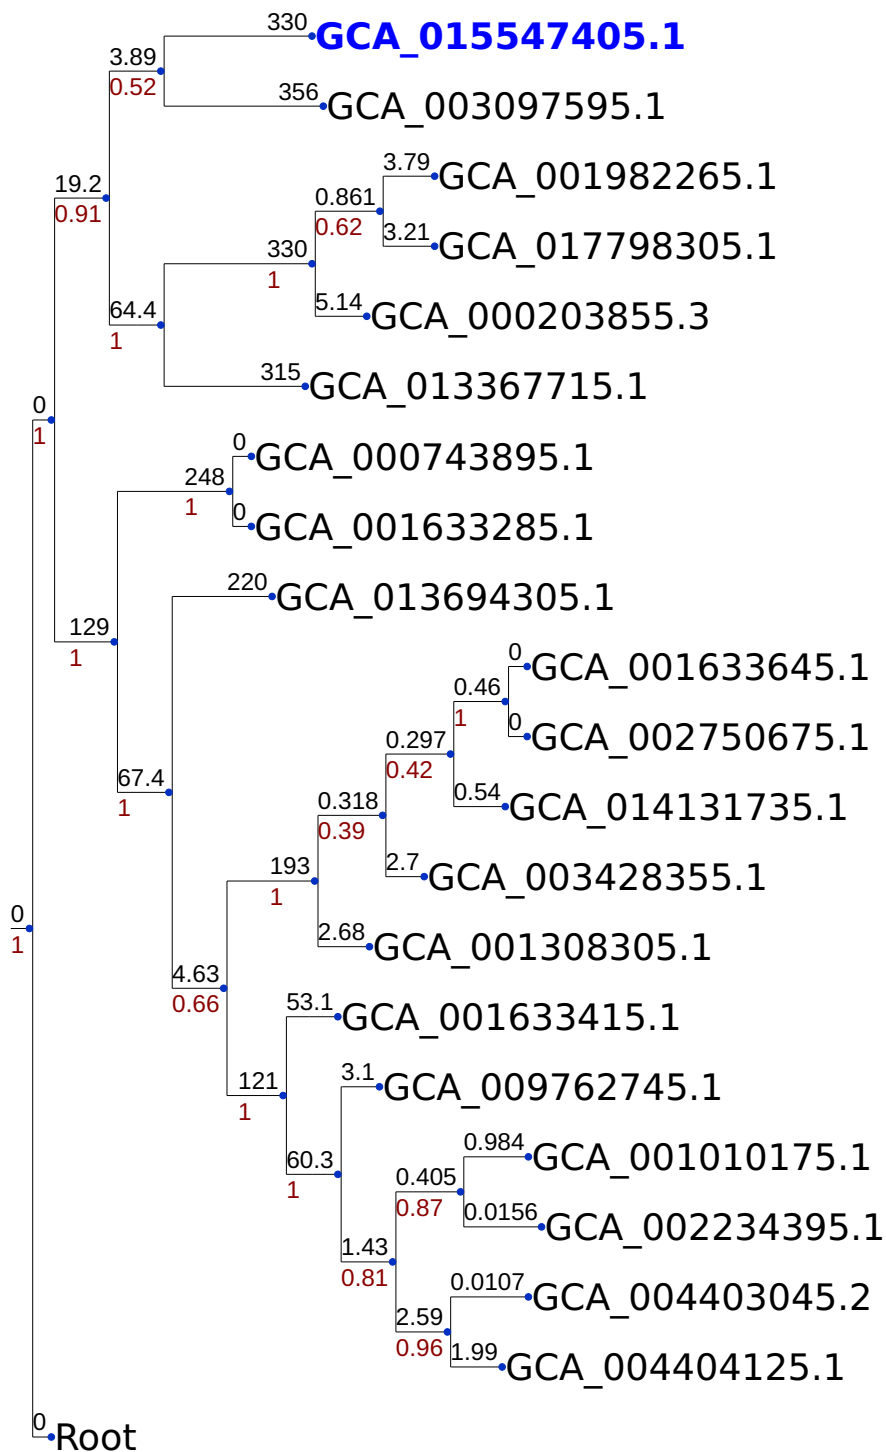 330
GCA_015547405.1
3.89
0.52
356
GCA_003097595.1
3.79
GCA_001982265.1
19.2
0.91
0.861
0.62
3.21
GCA_017798305.1
330
1
5.14
GCA_000203855.3
64.4
1
315
GCA_013367715.1
0
1
0
GCA_000743895.1
248
1
0
GCA_001633285.1
220
GCA_013694305.1
129
1
0
GCA_001633645.1
0.46
1
0
GCA_002750675.1
0.297
0.42
67.4
1
0.54
GCA_014131735.1
0.318
0.39
193
1
2.7
GCA_003428355.1
0
1
2.68
GCA_001308305.1
4.63
0.66
53.1
GCA_001633415.1
121
1
3.1
GCA_009762745.1
60.3
1
0.984
GCA_001010175.1
0.405
0.87
0.0156
GCA_002234395.1
1.43
0.81
0.0107
GCA_004403045.2
2.59
0.96
1.99
GCA_004404125.1
0
Root